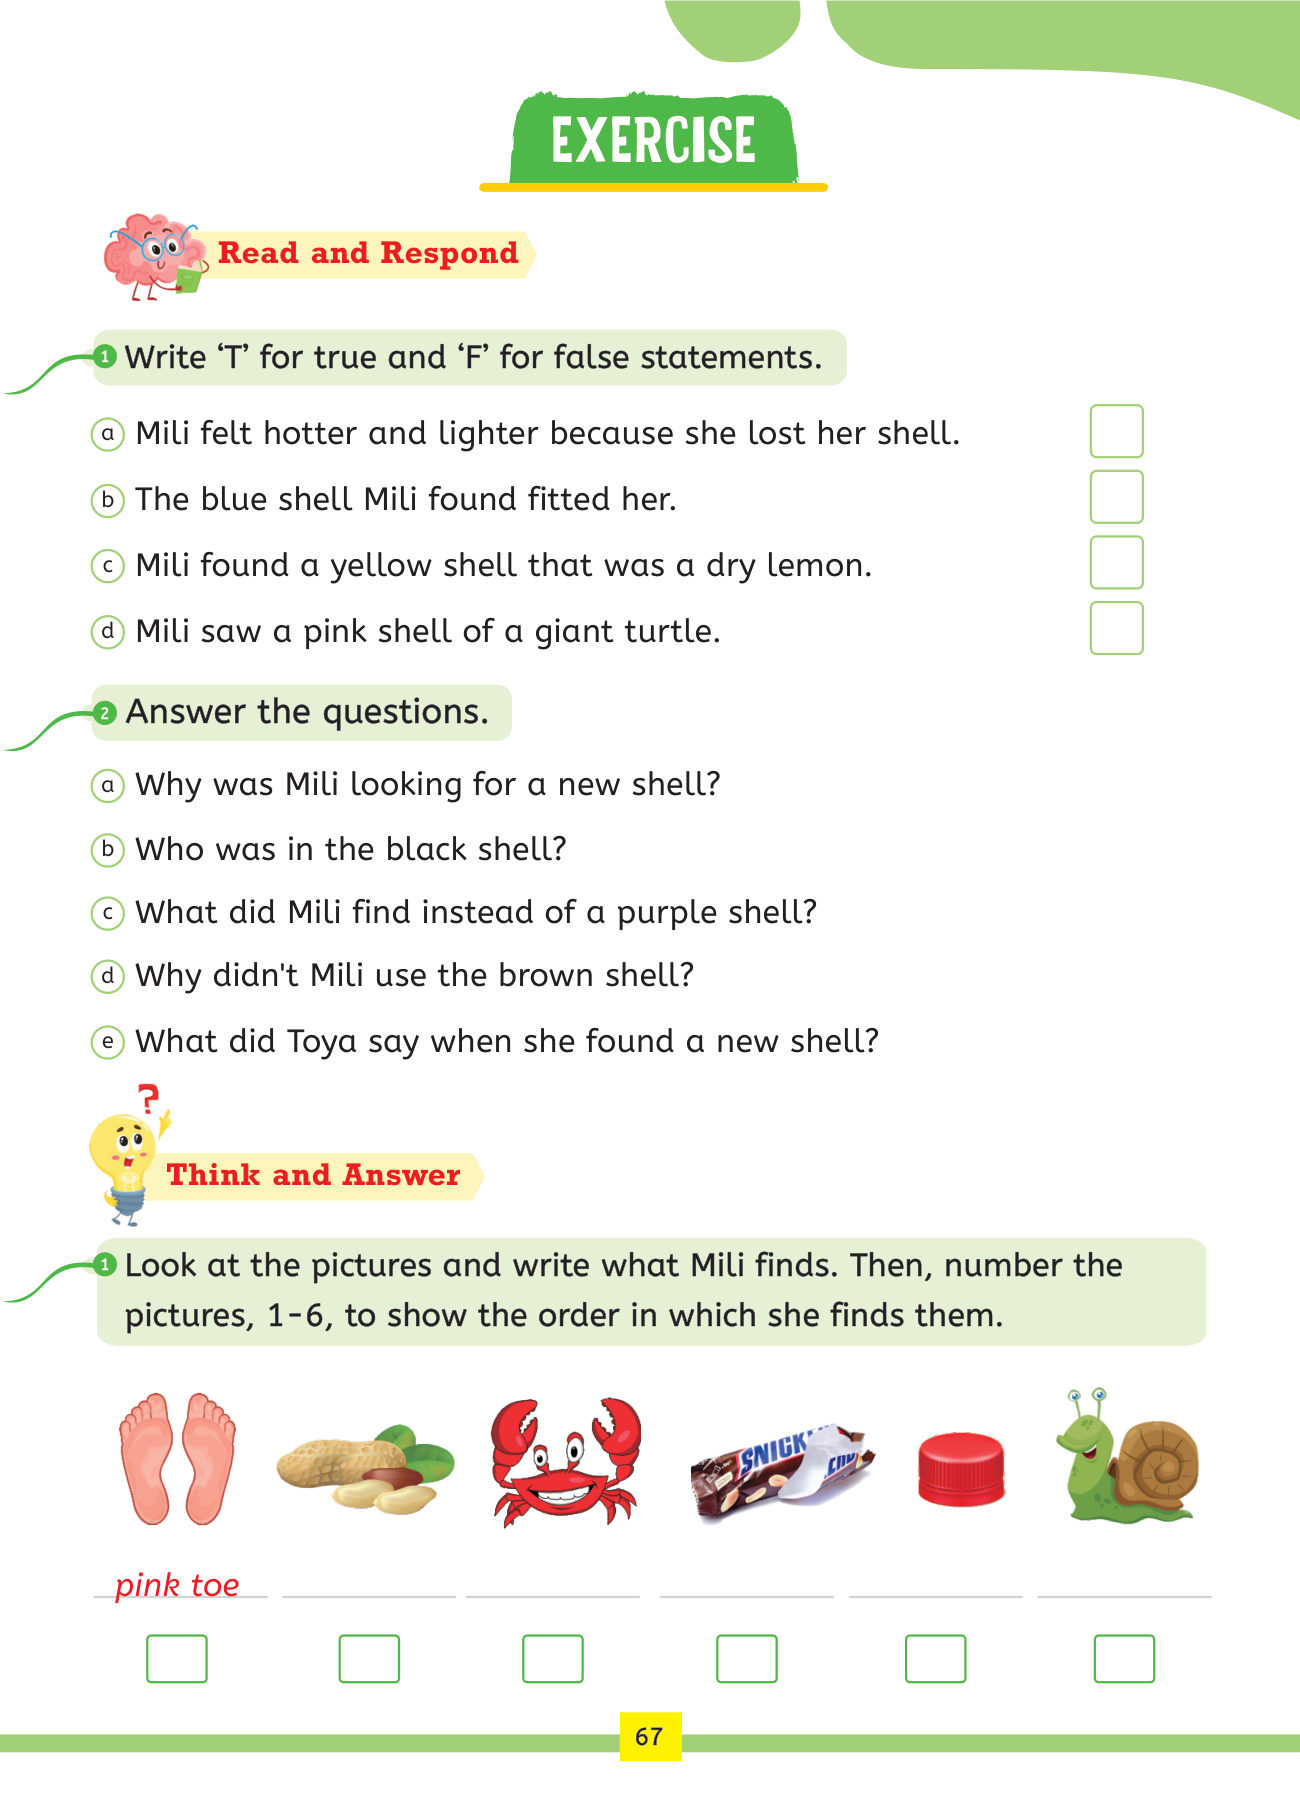 EXERCISE
Read and Respond
1 Write ‘T’ for true and ‘F’ for false statements.
a Mili felt hotter and lighter because she lost her shell.
b The blue shell Mili found fitted her.
c Mili found a yellow shell that was a dry lemon.
d Mili saw a pink shell of a giant turtle.
2 Answer the questions.
a Why was Mili looking for a new shell?
b Who was in the black shell?
c What did Mili find instead of a purple shell?
d Why didn't Mili use the brown shell?
e What did Toya say when she found a new shell?
?
Think and Answer
1 Look at the pictures and write what Mili finds. Then, number the
pictures, 1-6, to show the order in which she finds them.
SNICK
pink toe
67